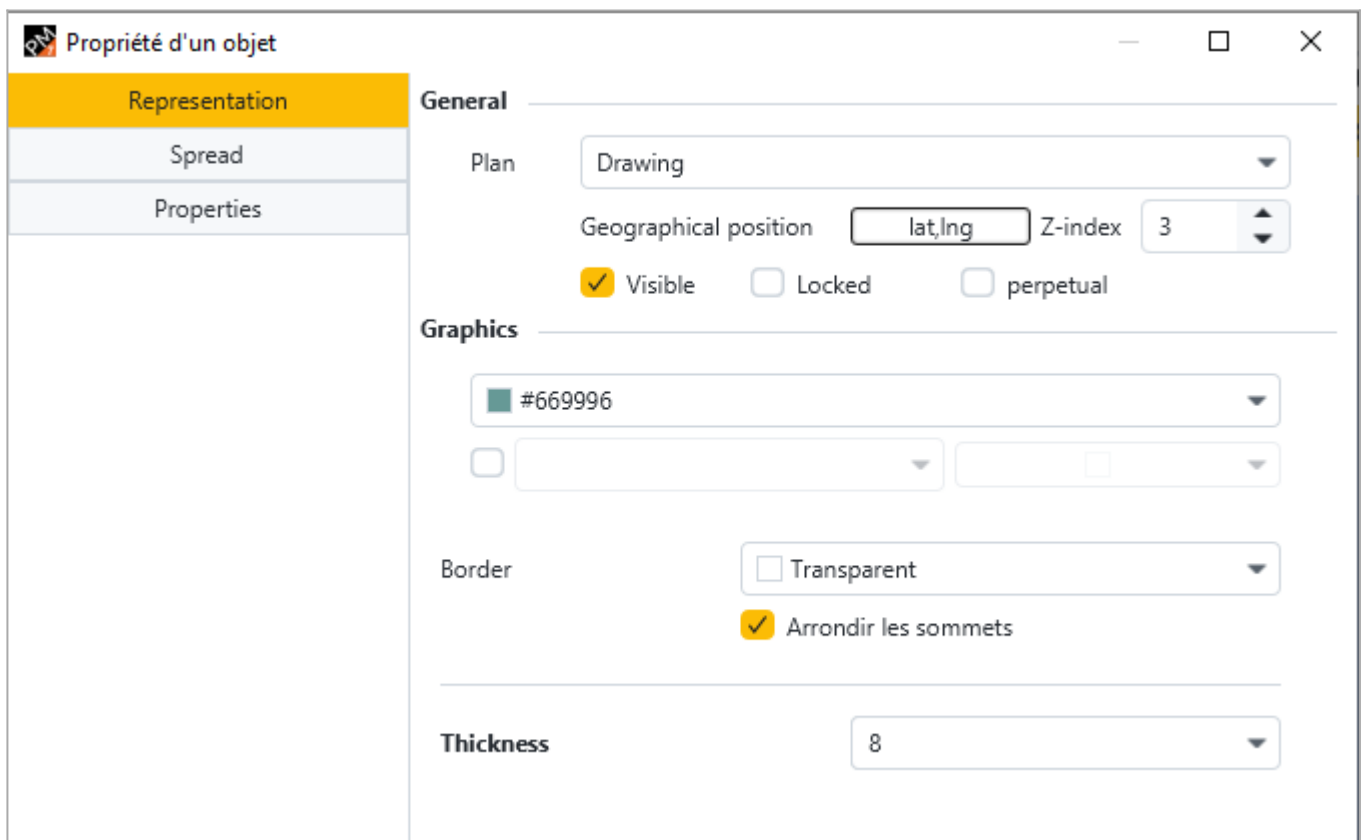 PM
Propriété d'un objet
Representation
Spread
Properties
General
Plan Drawing
Geographical position lat,lng Z-index 3
Visible Locked perpetual
Graphics
#669996
Border Transparent
Arrondir les sommets
Thickness 8